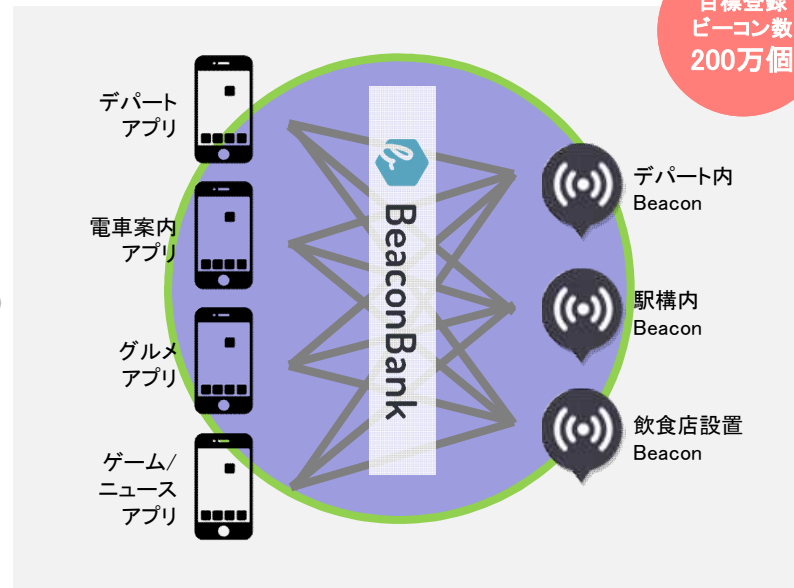 目標登録
ビーコン数
200万個
デパート
アプリ
電車案内
アプリ
グルメ
アプリ
ゲーム/
ニュース
アプリ
BeaconBank
デパート内
Beacon
駅構内
Beacon
飲食店設置
Beacon